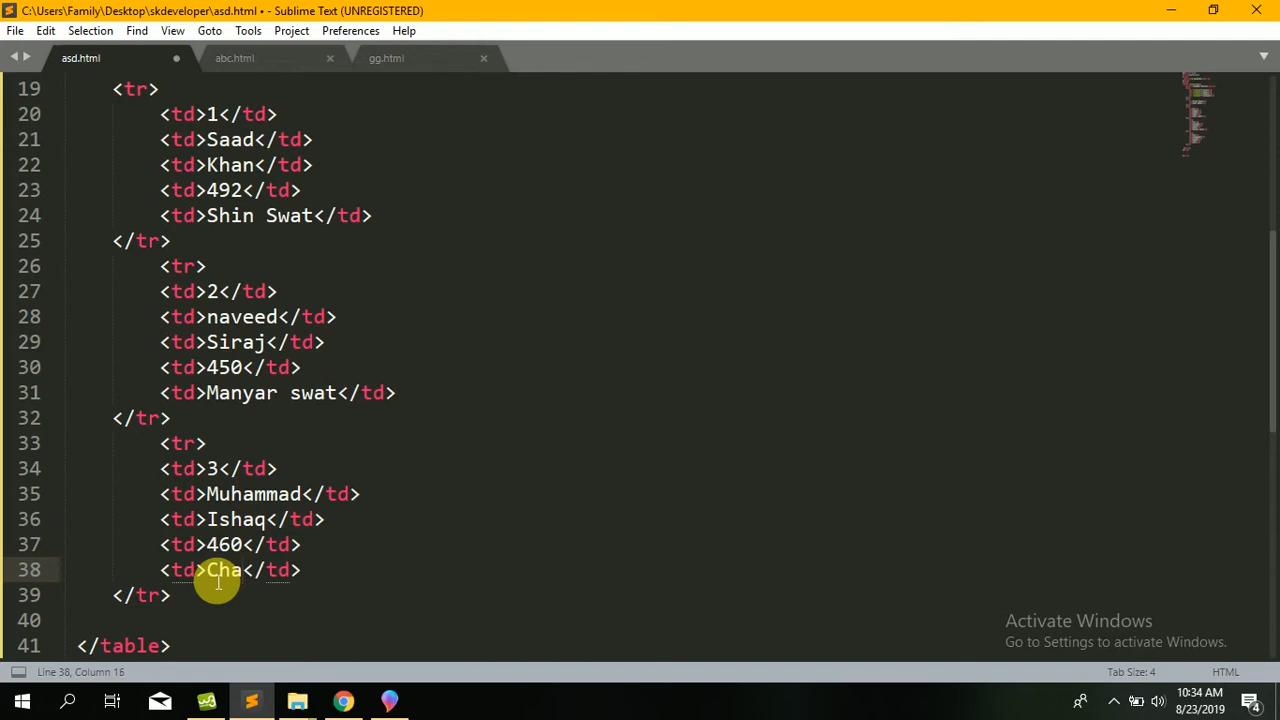 C:\Users\Family\Desktop\skdeveloper\asd.html • - Sublime Text (UNREGISTERED)
File Edit Selection Find View Goto Tools Project Preferences Help
asd.html abc.html gg.html
19 <tr>
20 <td>1</td>
21 <td>Saad</td>
22 <td>Khan</td>
23 <td>492</td>
24 <td>Shin Swat</td>
25 </tr>
26 <tr>
27 <td>2</td>
28 <td>naveed</td>
29 <td>Siraj</td>
30 <td>450</td>
31 <td>Manyar swat</td>
32 </tr>
33 <tr>
34 <td>3</td>
35 <td>Muhammad</td>
36 <td>Ishaq</td>
37 <td>460</td>
38 <td>Cha</td>
39 </tr>
40
41 </table>
Activate Windows
Go to Settings to activate Windows.
Line 38, Column 16 Tab Size: 4 HTML
10:34 AM
8/23/2019
4